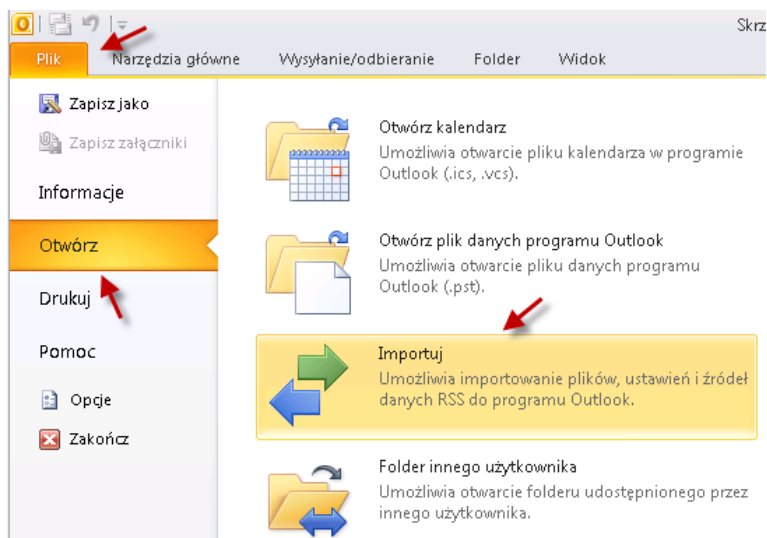 Skrz
Plik Narzędzia główne Wysyłanie/odbieranie Folder Widok
Zapisz jako
Zapisz załączniki
Informacje
Otwórz
Drukuj
Pomoc
Opcje
Zakończ
Otwórz kalendarz
Umożliwia otwarcie pliku kalendarza w programie
Outlook (.ics, .vcs).
Otwórz plik danych programu Outlook
Umożliwia otwarcie pliku danych programu
Outlook (.pst).
Importuj
Umożliwia importowanie plików, ustawień i źródeł
danych RSS do programu Outlook.
Folder innego użytkownika
Umożliwia otwarcie folderu udostępnionego przez
innego użytkownika.